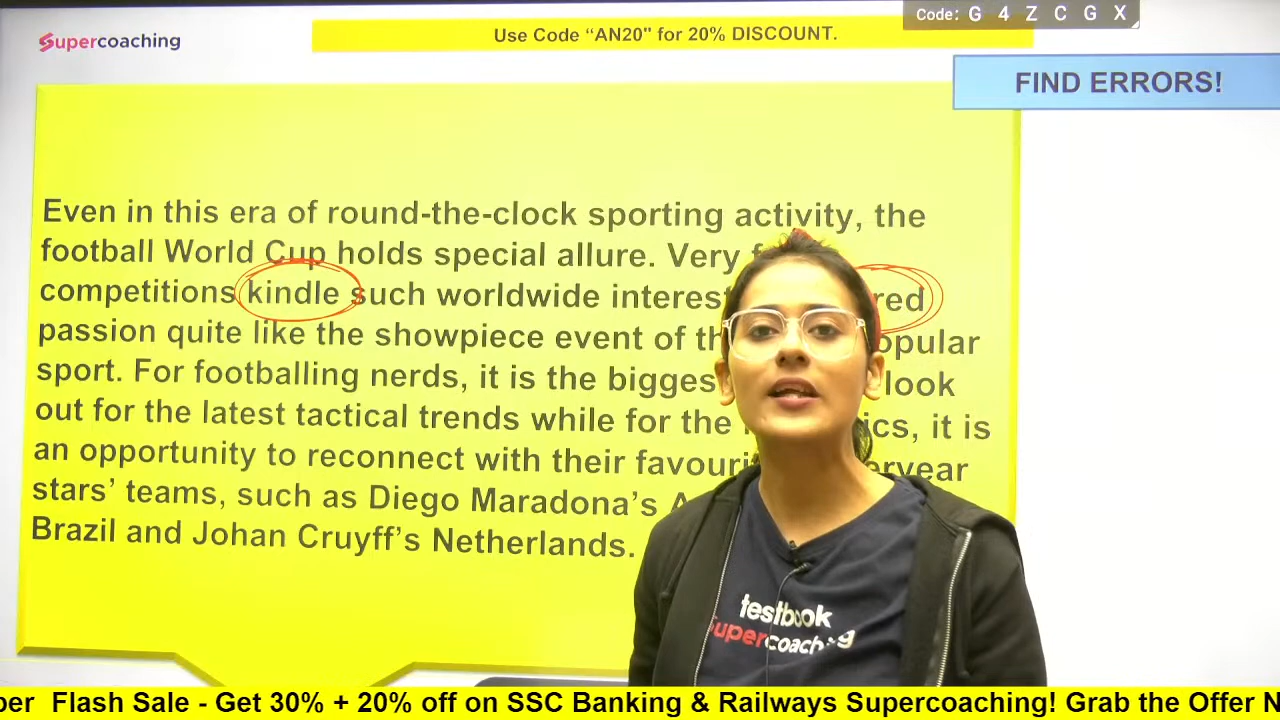 Code: G 4 Z C G X
Supercoaching
Use Code “AN20" for 20% DISCOUNT.
FIND ERRORS!
Even in this era of round-the-clock sporting activity, the
football World Cup holds special allure. Very
competitions kindle such worldwide interest
passion quite like the showpiece event of
sport. For footballing nerds, it is the look
out for the latest tactical trends while for the it is
an opportunity to reconnect with their
stars’ teams, such as Diego Maradona’s
Brazil and Johan Cruyff’s Netherlands.
testbook
Supercoaching
Flash Sale - Get 30% + 20% off on SSC Banking & Railways Supercoaching! Grab the Offer